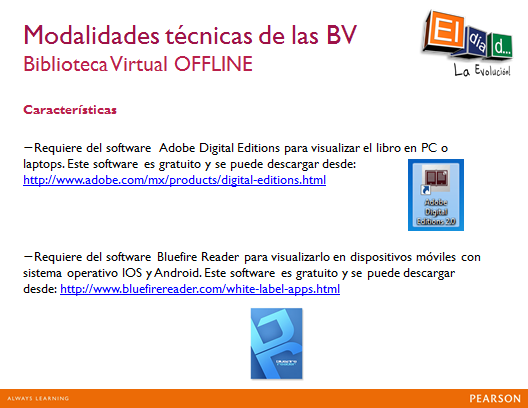 Modalidades técnicas de las BV
Biblioteca Virtual OFFLINE
El día d...
La Evolución!
Características
–Requiere del software Adobe Digital Editions para visualizar el libro en PC o
laptops. Este software es gratuito y se puede descargar desde:
http://www.adobe.com/mx/products/digital-editions.html
Adobe
Digital
Editions 2.0
–Requiere del software Bluefire Reader para visualizarlo en dispositivos móviles con
sistema operativo IOS y Android. Este software es gratuito y se puede descargar
desde: http://www.bluefirereader.com/white-label-apps.html
bluefire
reader
ALWAYS LEARNING
PEARSON